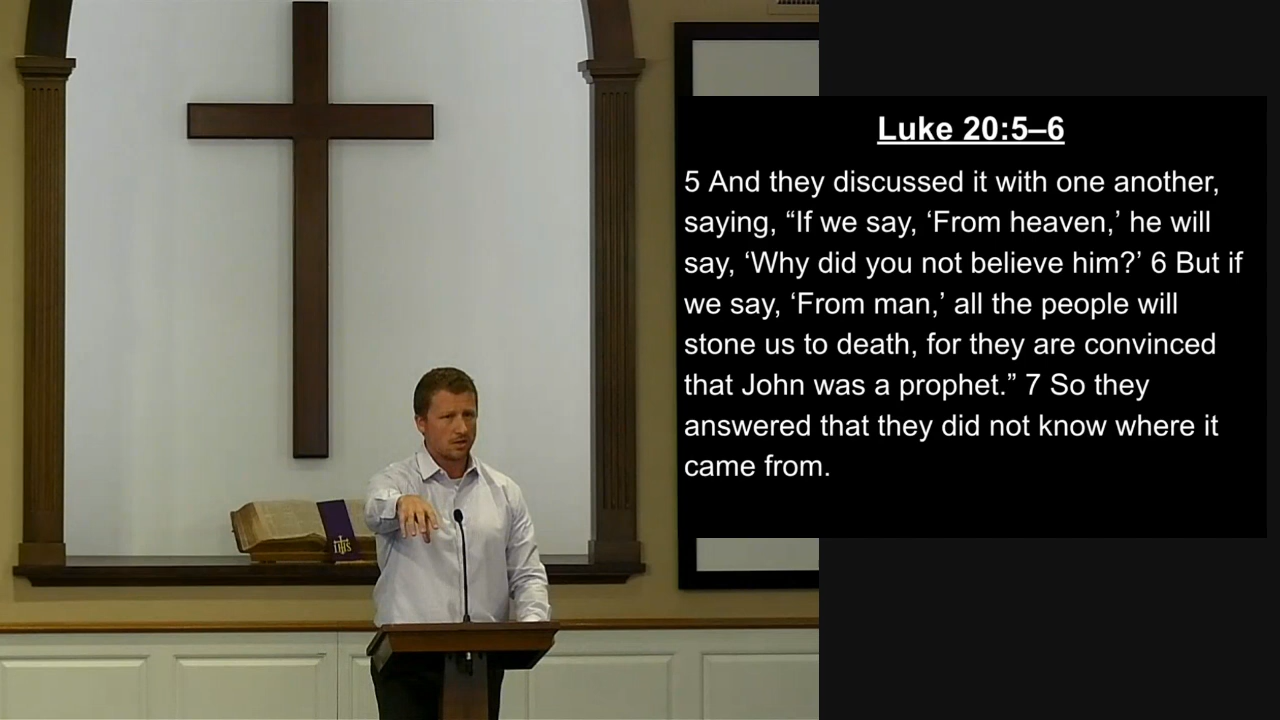 Luke 20:5–6
5 And they discussed it with one another,
saying, “If we say, ‘From heaven,’ he will
say, ‘Why did you not believe him?’ 6 But if
we say, ‘From man,’ all the people will
stone us to death, for they are convinced
that John was a prophet.” 7 So they
answered that they did not know where it
came from.
IHS